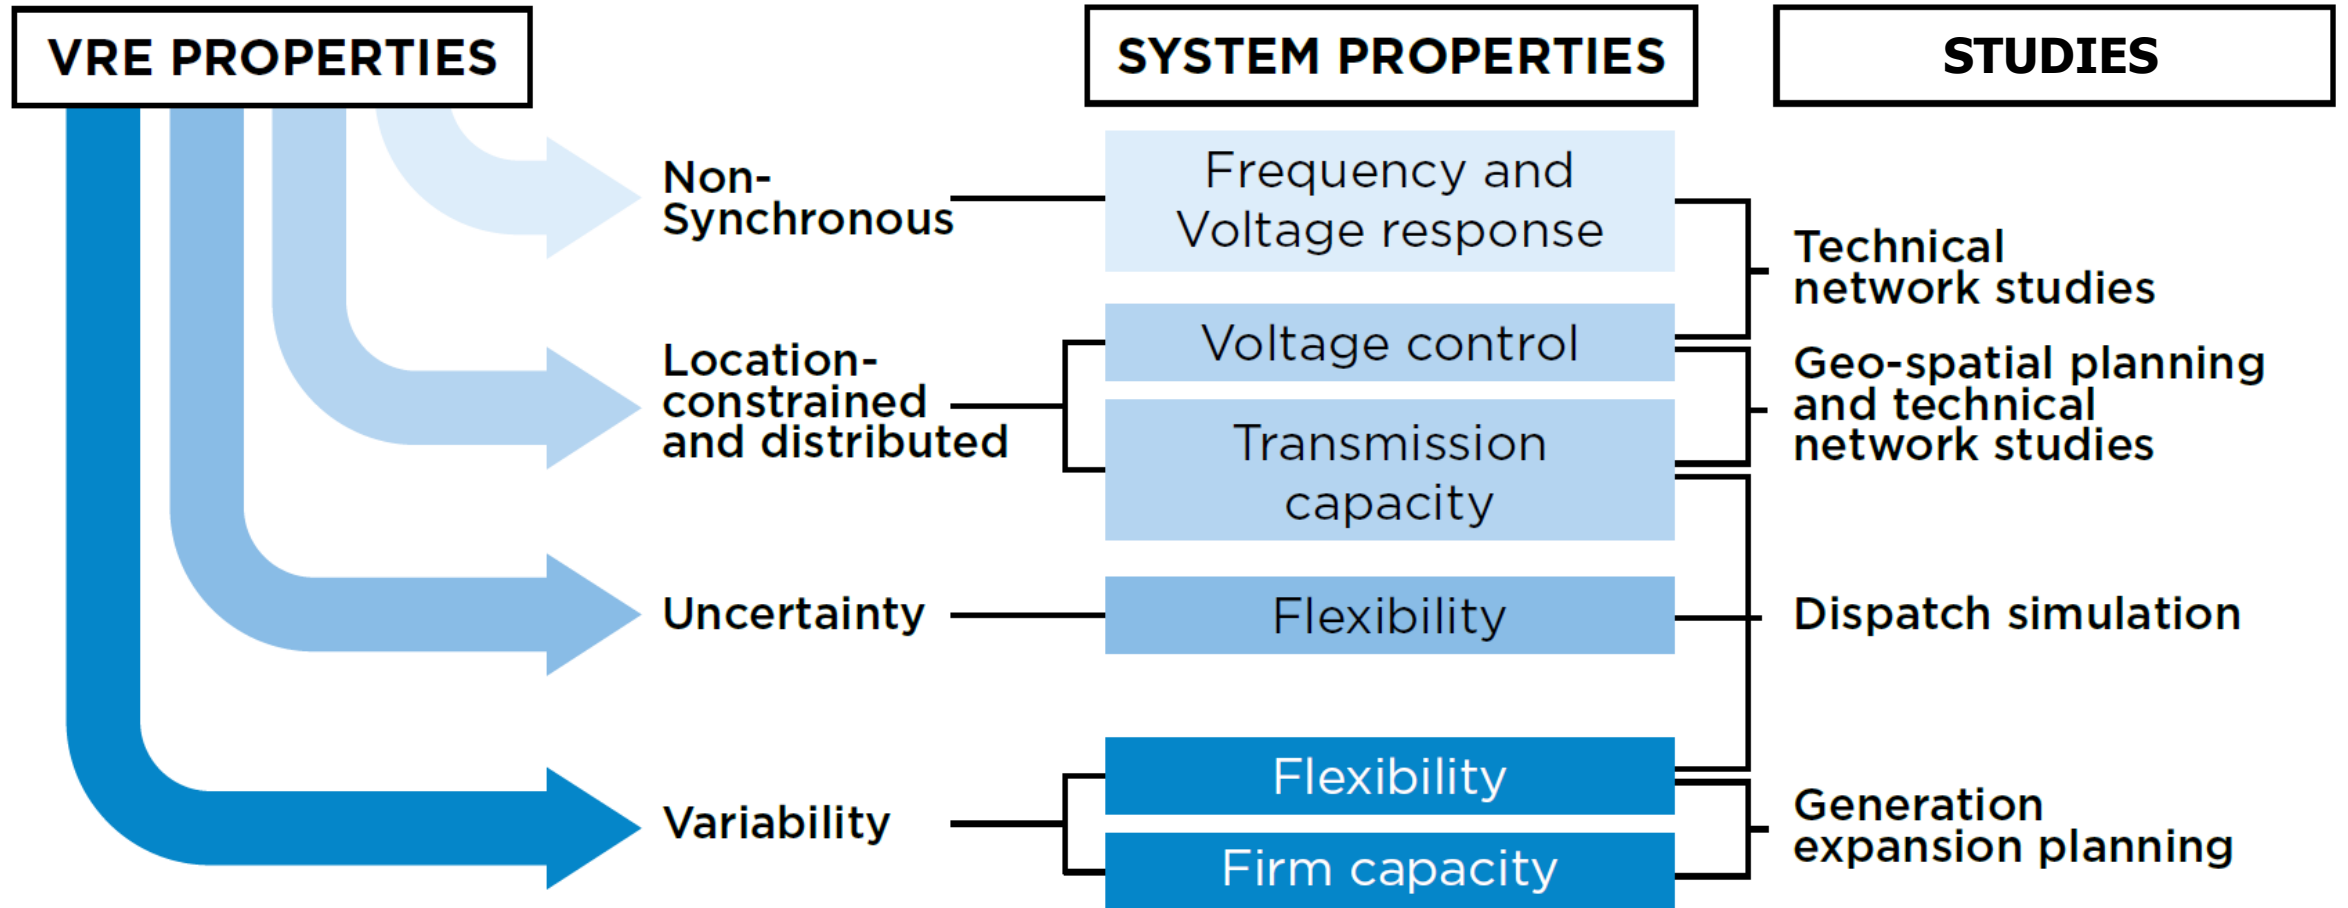 VRE PROPERTIES
SYSTEM PROPERTIES
STUDIES
Non-
Synchronous
Frequency and
Voltage response
Technical
network studies
Location-
constrained
and distributed
Voltage control
Transmission
capacity
Geo-spatial planning
and technical
network studies
Uncertainty
Flexibility
Dispatch simulation
Variability
Flexibility
Firm capacity
Generation
expansion planning